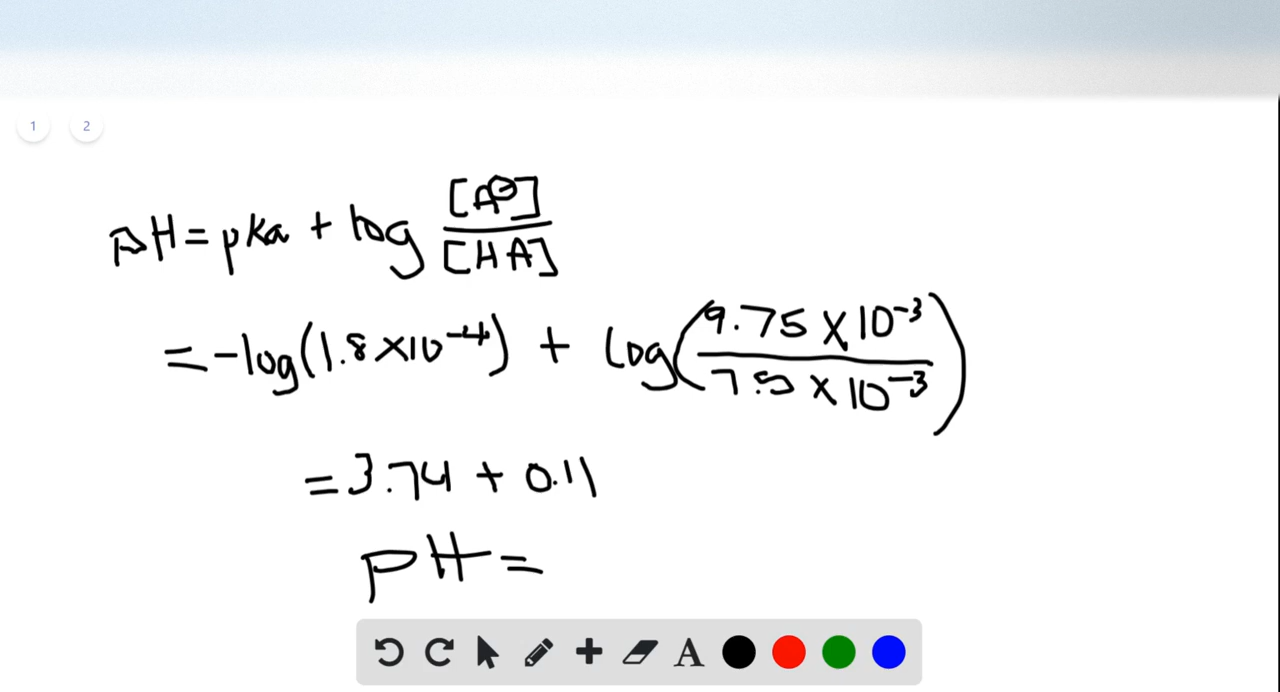 1 2
pH = pka + log [A⊖] / [HA]
= -log(1.8 × 10⁻⁴) + log(9.75 × 10⁻³ / 7.5 × 10⁻³)
= 3.74 + 0.11
pH =
A